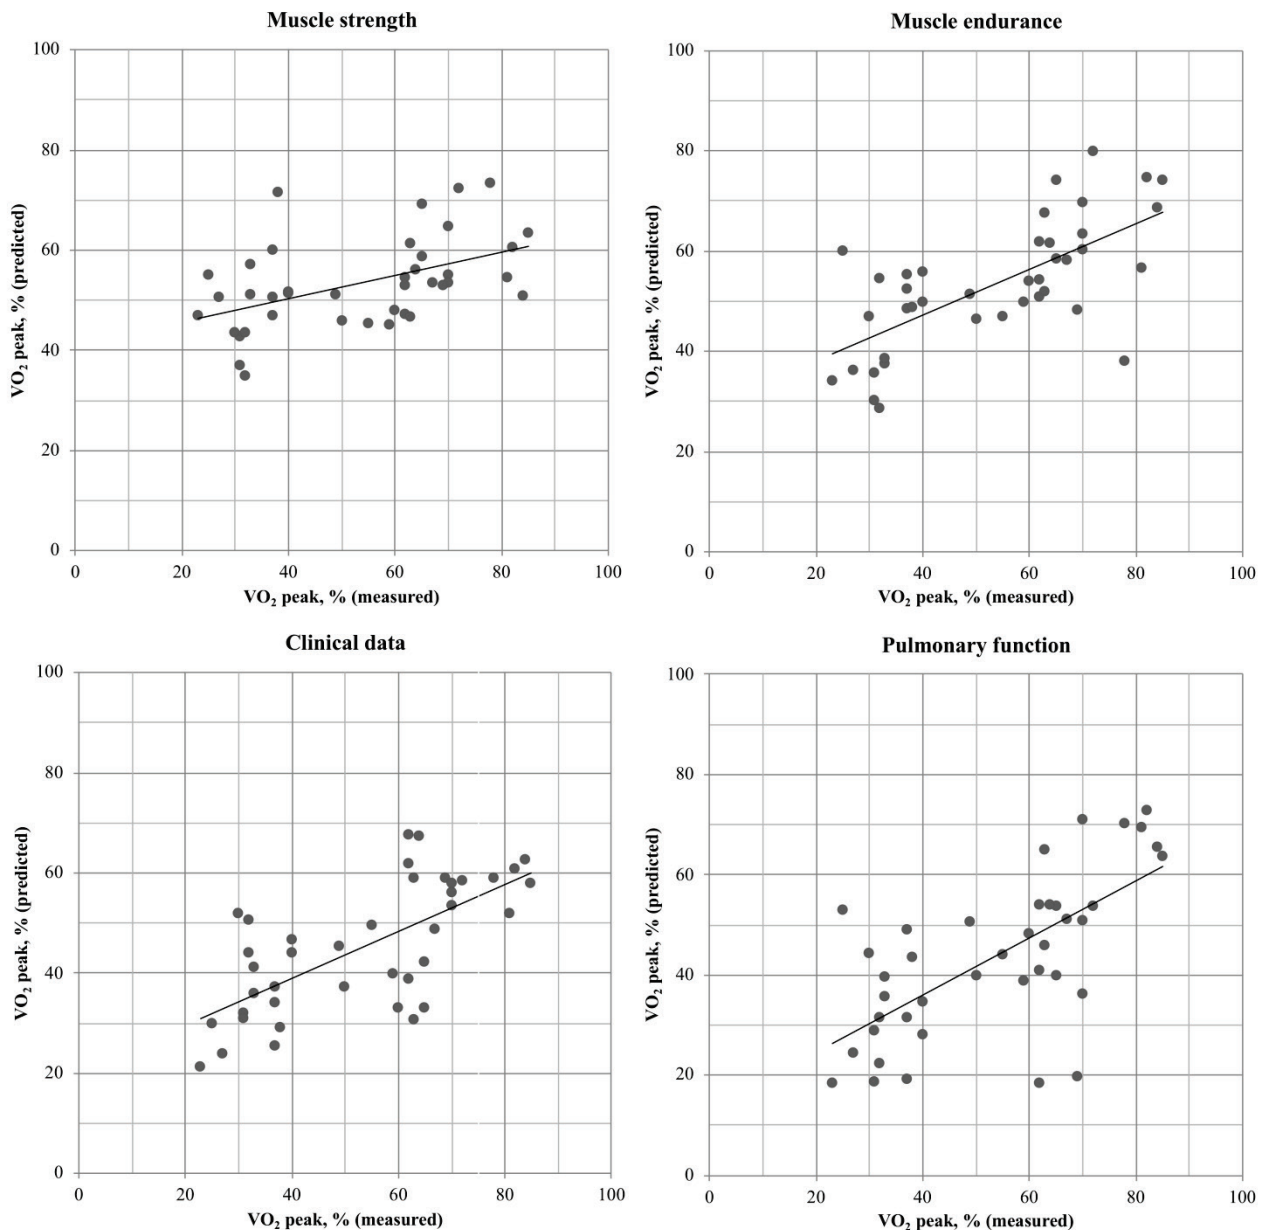 Muscle strength
100
80
60
40
20
0
VO₂ peak, % (predicted)
0 20 40 60 80 100
VO₂ peak, % (measured)
Muscle endurance
100
80
60
40
20
0
VO₂ peak, % (predicted)
0 20 40 60 80 100
VO₂ peak, % (measured)
Clinical data
100
80
60
40
20
0
VO₂ peak, % (predicted)
0 20 40 60 80 100
VO₂ peak, % (measured)
Pulmonary function
100
80
60
40
20
0
VO₂ peak, % (predicted)
0 20 40 60 80 100
VO₂ peak, % (measured)